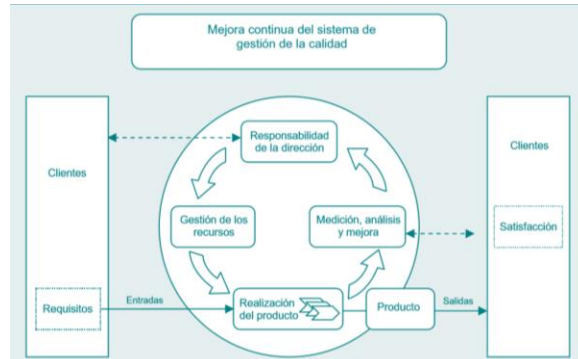 Mejora continua del sistema de
gestión de la calidad
Clientes
Requisitos
Entradas
Responsabilidad
de la dirección
Gestión de los
recursos
Medición, análisis
y mejora
Realización
del producto
Producto
Salidas
Clientes
Satisfacción